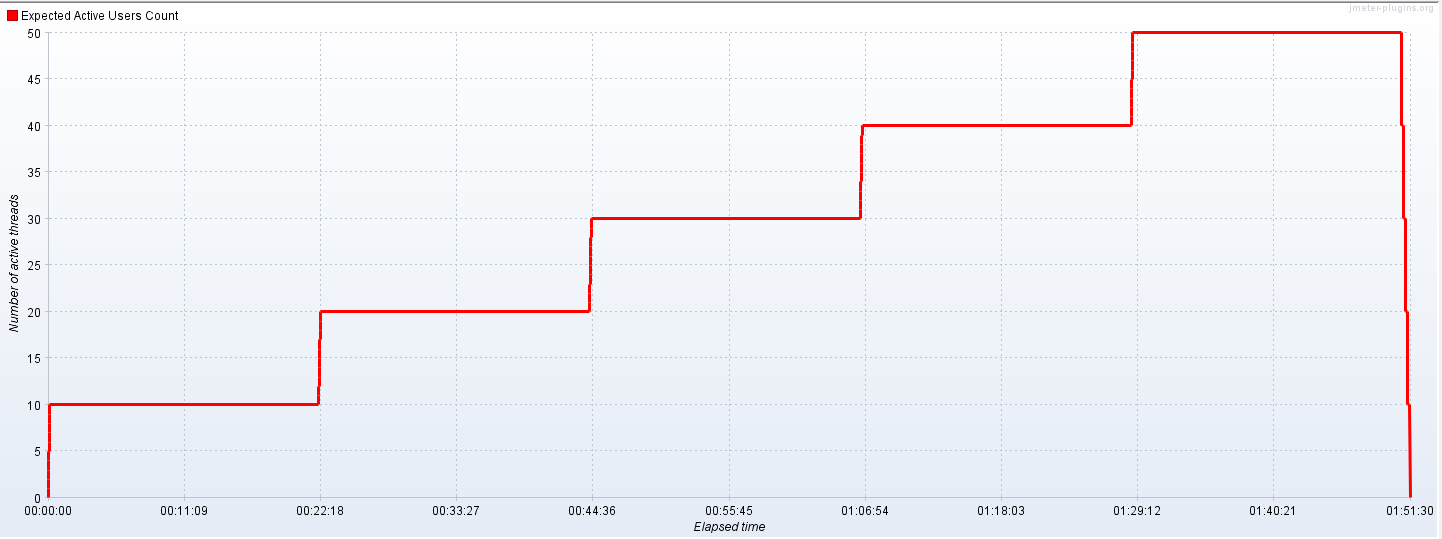 jmeter-plugins.org
Expected Active Users Count
50
45
40
35
30
25
20
15
10
5
0
Number of active threads
00:00:00 00:11:09 00:22:18 00:33:27 00:44:36 00:55:45 01:06:54 01:18:03 01:29:12 01:40:21 01:51:30
Elapsed time